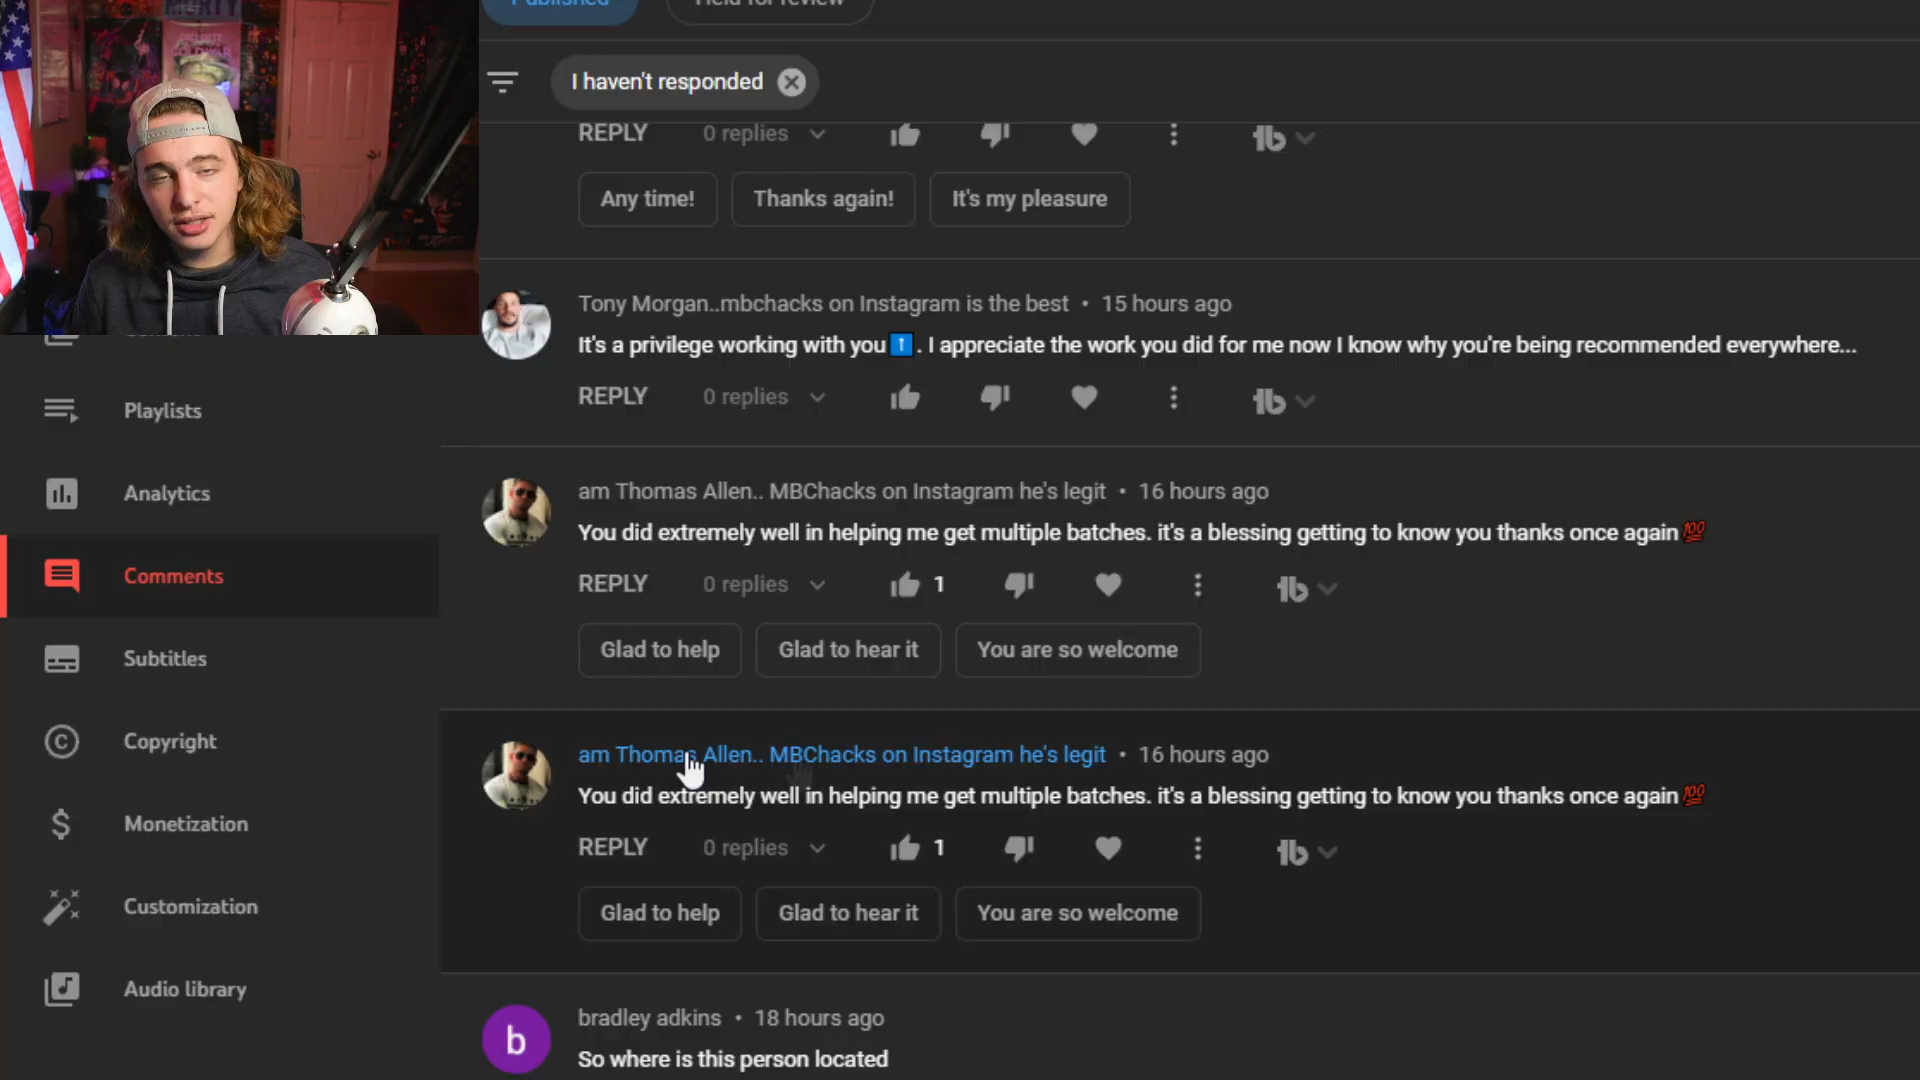 Published
Held for review
I haven't responded
REPLY 0 replies
Any time! Thanks again! It's my pleasure
Tony Morgan..mbchacks on Instagram is the best • 15 hours ago
It's a privilege working with you⬆️. I appreciate the work you did for me now I know why you're being recommended everywhere...
REPLY 0 replies
am Thomas Allen.. MBChacks on Instagram he's legit • 16 hours ago
You did extremely well in helping me get multiple batches. it's a blessing getting to know you thanks once again💯
REPLY 0 replies 1
Glad to help Glad to hear it You are so welcome
am Thomas Allen.. MBChacks on Instagram he's legit • 16 hours ago
You did extremely well in helping me get multiple batches. it's a blessing getting to know you thanks once again💯
REPLY 0 replies 1
Glad to help Glad to hear it You are so welcome
b
bradley adkins • 18 hours ago
So where is this person located
Playlists
Analytics
Comments
Subtitles
Copyright
Monetization
Customization
Audio library